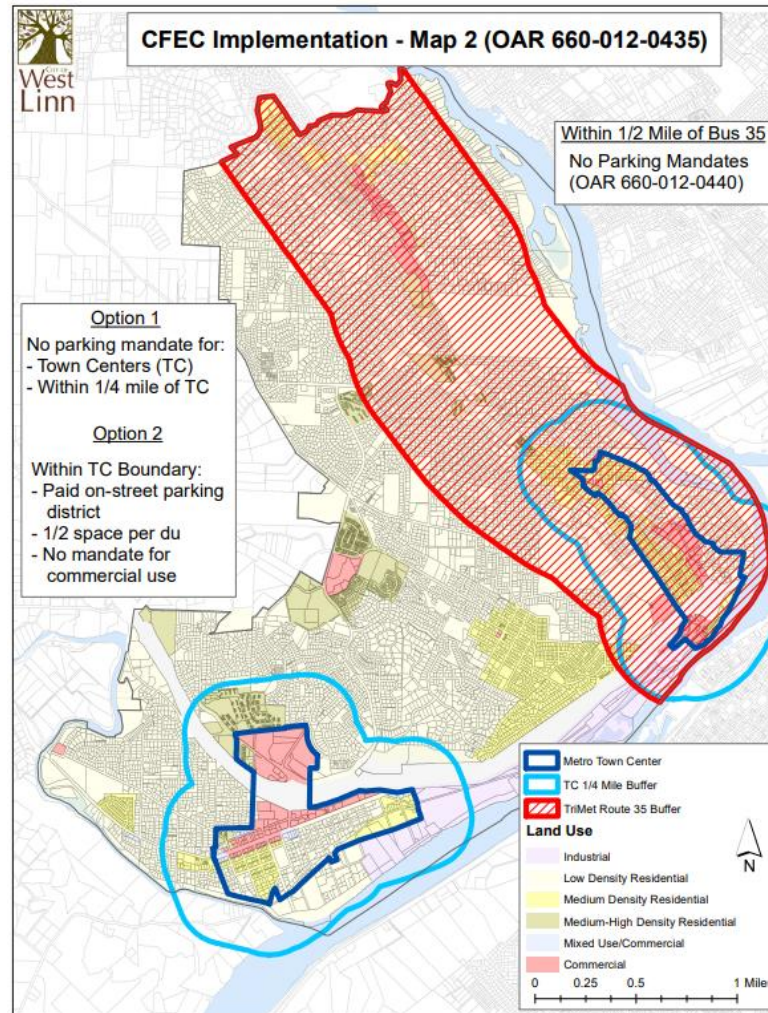 CITY OF
West
Linn
CFEC Implementation - Map 2 (OAR 660-012-0435)
Within 1/2 Mile of Bus 35
No Parking Mandates
(OAR 660-012-0440)
Option 1
No parking mandate for:
- Town Centers (TC)
- Within 1/4 mile of TC
Option 2
Within TC Boundary:
- Paid on-street parking
district
- 1/2 space per du
- No mandate for
commercial use
Metro Town Center
TC 1/4 Mile Buffer
TriMet Route 35 Buffer
Land Use
Industrial
Low Density Residential
Medium Density Residential
Medium-High Density Residential
Mixed Use/Commercial
Commercial
N
0 0.25 0.5 1 Miles